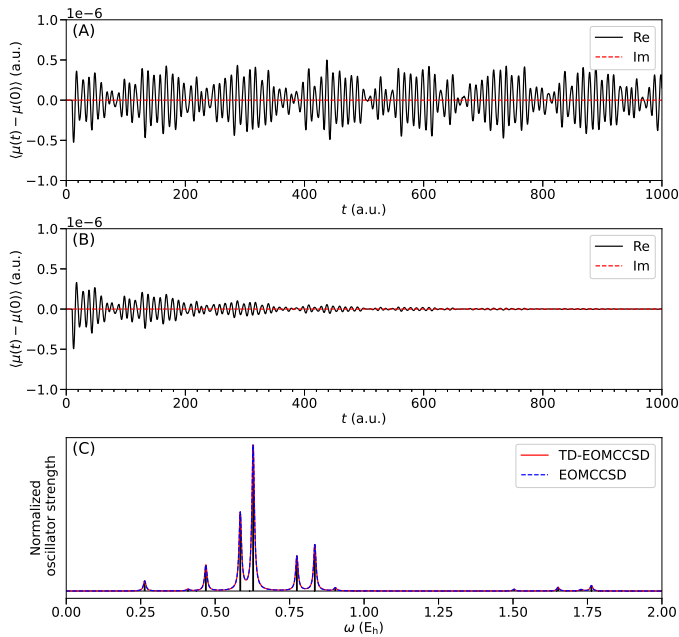 1e−6
(A)
Re
Im
1.0
0.5
0.0
−0.5
−1.0
⟨μ(t) − μ(0)⟩ (a.u.)
0 200 400 600 800 1000
t (a.u.)
1e−6
(B)
Re
Im
1.0
0.5
0.0
−0.5
−1.0
⟨μ(t) − μ(0)⟩ (a.u.)
0 200 400 600 800 1000
t (a.u.)
(C)
TD-EOMCCSD
EOMCCSD
Normalized
oscillator strength
0.00 0.25 0.50 0.75 1.00 1.25 1.50 1.75 2.00
ω (Eₕ)